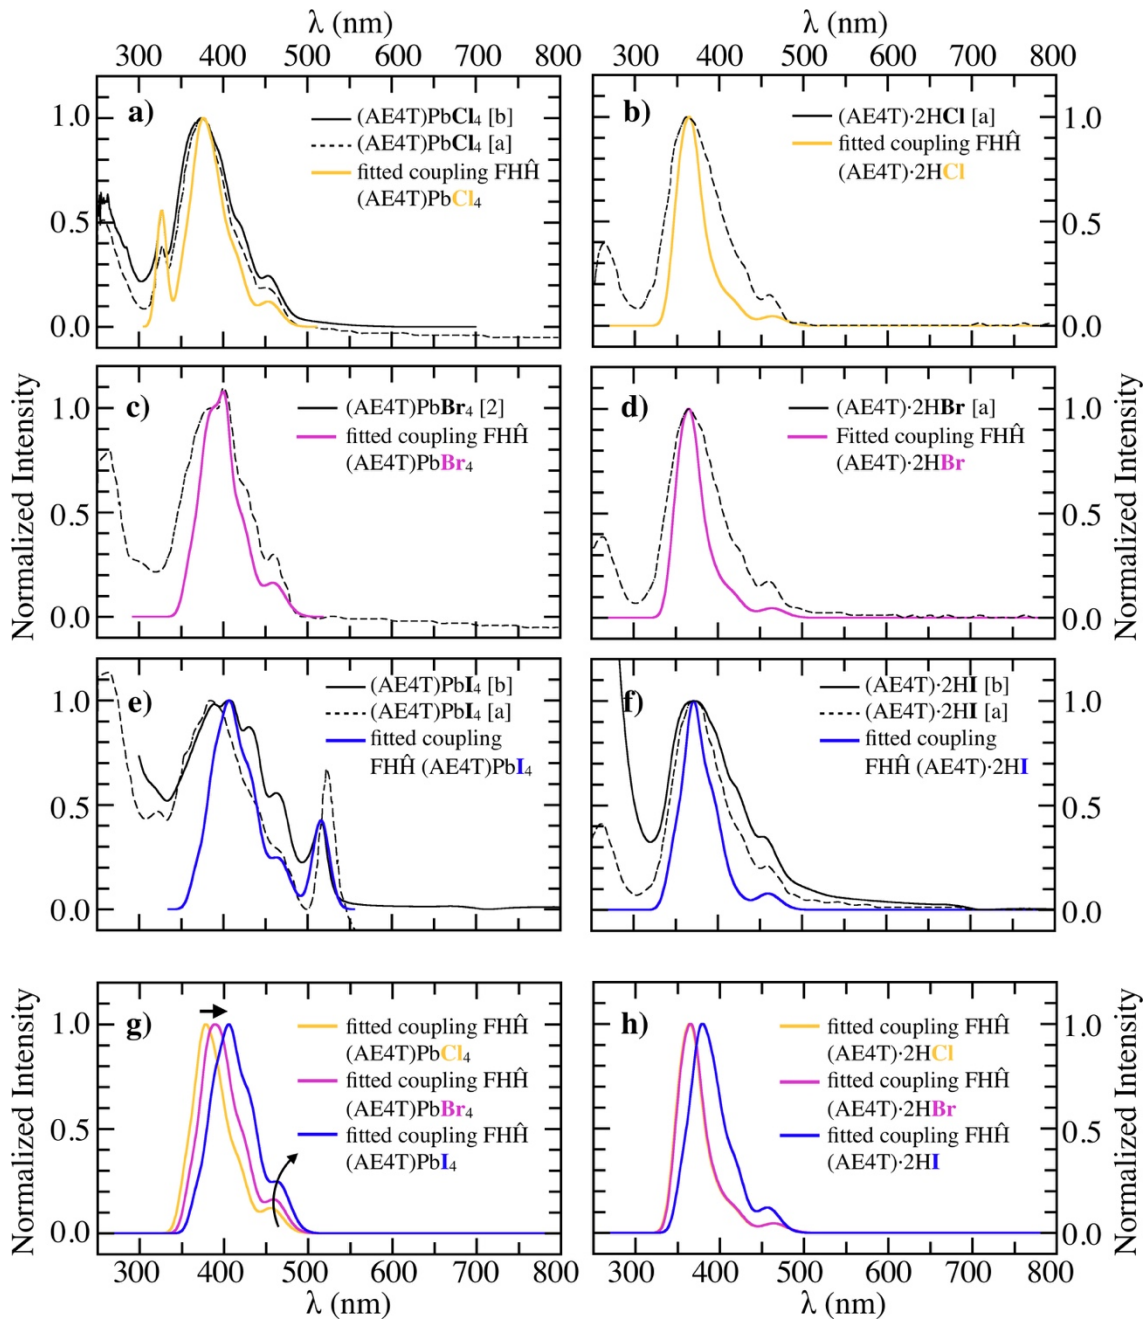 λ (nm)
λ (nm)
300 400 500 600 700 800
300 400 500 600 700 800
a)
(AE4T)PbCl₄ [b]
(AE4T)PbCl₄ [a]
fitted coupling FHĤ
(AE4T)PbCl₄
1.0
0.5
0.0
b)
(AE4T)·2HCl [a]
fitted coupling FHĤ
(AE4T)·2HCl
1.0
0.5
0.0
Normalized Intensity
c)
(AE4T)PbBr₄ [2]
fitted coupling FHĤ
(AE4T)PbBr₄
1.0
0.5
0.0
d)
(AE4T)·2HBr [a]
Fitted coupling FHĤ
(AE4T)·2HBr
1.0
0.5
0.0
Normalized Intensity
e)
(AE4T)PbI₄ [b]
(AE4T)PbI₄ [a]
fitted coupling
FHĤ (AE4T)PbI₄
1.0
0.5
0.0
f)
(AE4T)·2HI [b]
(AE4T)·2HI [a]
fitted coupling
FHĤ (AE4T)·2HI
1.0
0.5
0.0
Normalized Intensity
g)
fitted coupling FHĤ
(AE4T)PbCl₄
fitted coupling FHĤ
(AE4T)PbBr₄
fitted coupling FHĤ
(AE4T)PbI₄
1.0
0.5
0.0
h)
fitted coupling FHĤ
(AE4T)·2HCl
fitted coupling FHĤ
(AE4T)·2HBr
fitted coupling FHĤ
(AE4T)·2HI
1.0
0.5
0.0
Normalized Intensity
300 400 500 600 700 800
300 400 500 600 700 800
λ (nm)
λ (nm)